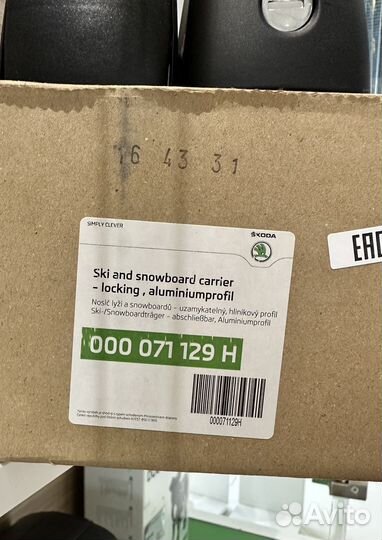 16 43 31
SIMPLY CLEVER
ŠKODA
Ski and snowboard carrier
- locking , aluminiumprofil
Nosič lyží a snowboardů - uzamykatelný, hliníkový profil
Ski-/Snowboardträger - abschließbar, Aluminiumprofil
000 071 129 H
000071129H
EAC
Avito